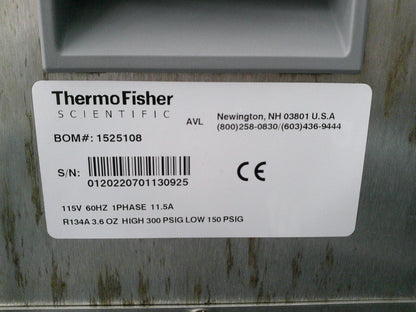 ThermoFisher
SCIENTIFIC
AVL
Newington, NH 03801 U.S.A
(800)258-0830/(603)436-9444
BOM#: 1525108
S/N:
0120220701130925
CE
115V 60HZ 1PHASE 11.5A
R134A 3.6 OZ HIGH 300 PSIG LOW 150 PSIG